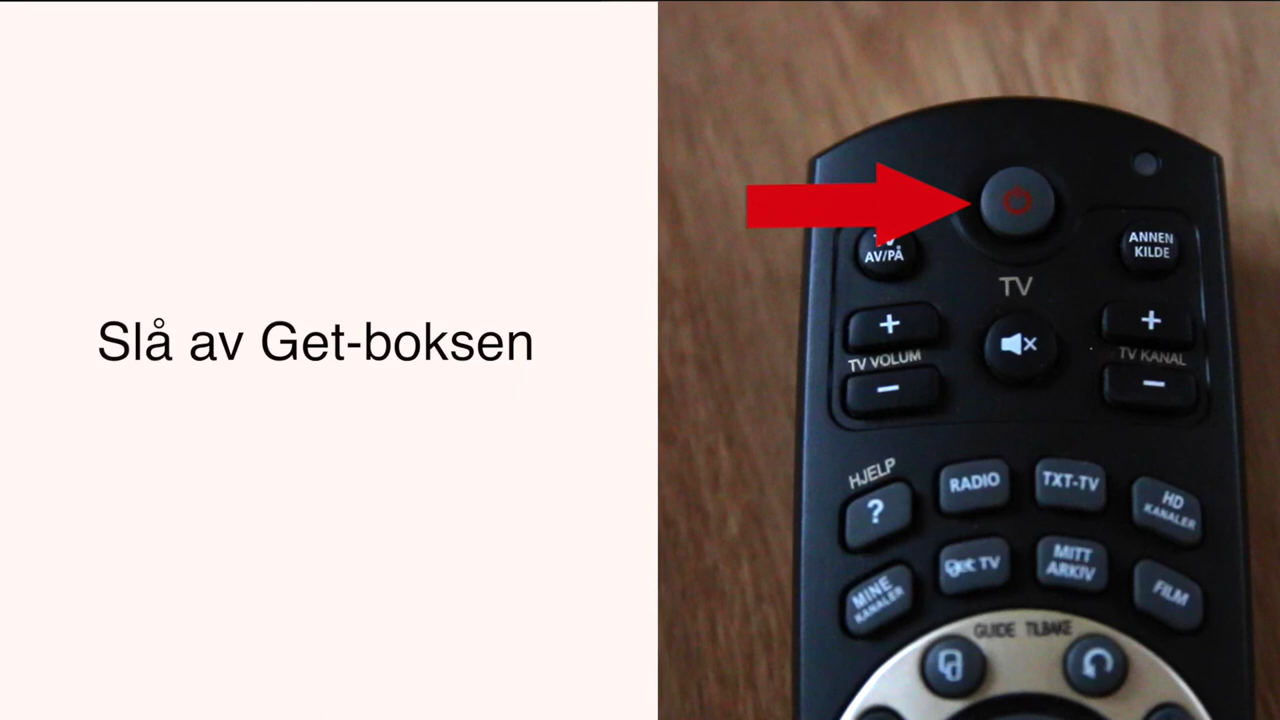 Slå av Get-boksen
TV
AV/PÅ
ANNEN
KILDE
TV
+
+
TV VOLUM
TV KANAL
−
−
HJELP
?
RADIO
TXT-TV
HD
KANALER
MINE
KANALER
Get TV
MITT
ARKIV
FILM
GUIDE TILBAKE